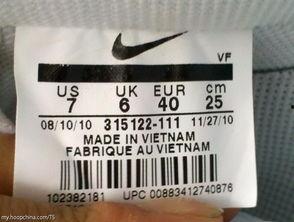 VF
US UK EUR cm
7 6 40 25
08/10/10 315122-111 11/27/10
MADE IN VIETNAM
FABRIQUE AU VIETNAM
102382181 UPC 00883412740876
my.hoopchina.com/TS